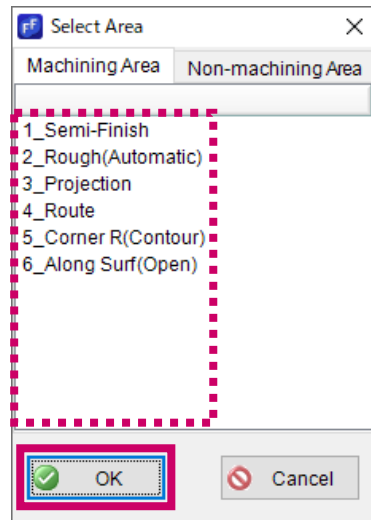 FF Select Area
Machining Area Non-machining Area
1_Semi-Finish
2_Rough(Automatic)
3_Projection
4_Route
5_Corner R(Contour)
6_Along Surf(Open)
OK Cancel